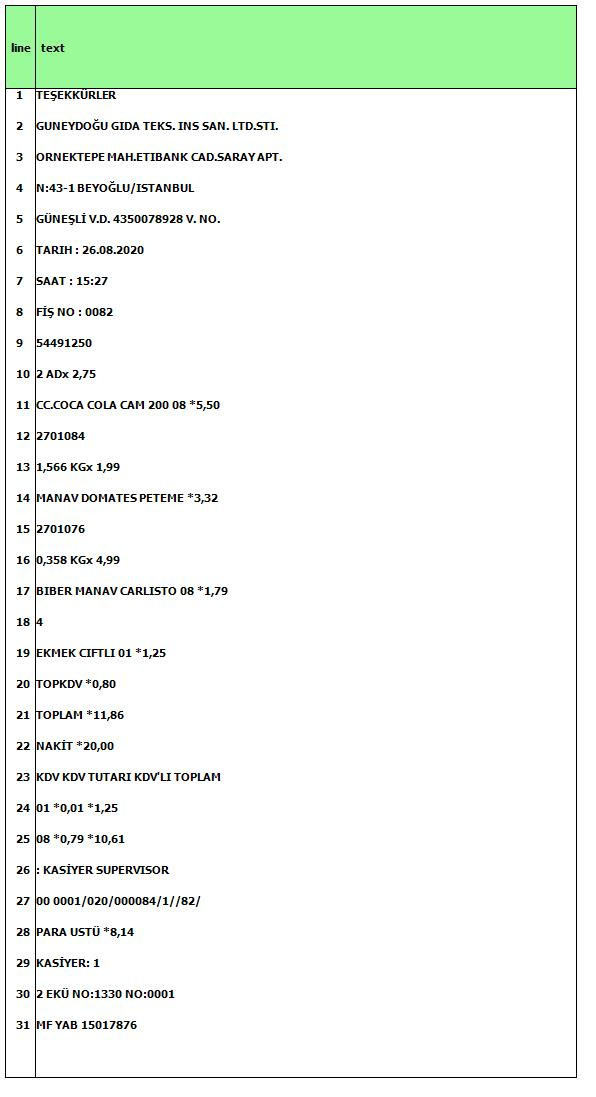 line text
1 TEŞEKKÜRLER
2 GUNEYDOĞU GIDA TEKS. INS SAN. LTD.STI.
3 ORNEKTEPE MAH.ETIBANK CAD.SARAY APT.
4 N:43-1 BEYOĞLU/ISTANBUL
5 GÜNEŞLİ V.D. 4350078928 V. NO.
6 TARIH : 26.08.2020
7 SAAT : 15:27
8 FİŞ NO : 0082
9 54491250
10 2 ADx 2,75
11 CC.COCA COLA CAM 200 08 *5,50
12 2701084
13 1,566 KGx 1,99
14 MANAV DOMATES PETEME *3,32
15 2701076
16 0,358 KGx 4,99
17 BIBER MANAV CARLISTO 08 *1,79
18 4
19 EKMEK CIFTLI 01 *1,25
20 TOPKDV *0,80
21 TOPLAM *11,86
22 NAKİT *20,00
23 KDV KDV TUTARI KDV'LI TOPLAM
24 01 *0,01 *1,25
25 08 *0,79 *10,61
26 : KASİYER SUPERVISOR
27 00 0001/020/000084/1//82/
28 PARA USTÜ *8,14
29 KASİYER: 1
30 2 EKÜ NO:1330 NO:0001
31 MF YAB 15017876